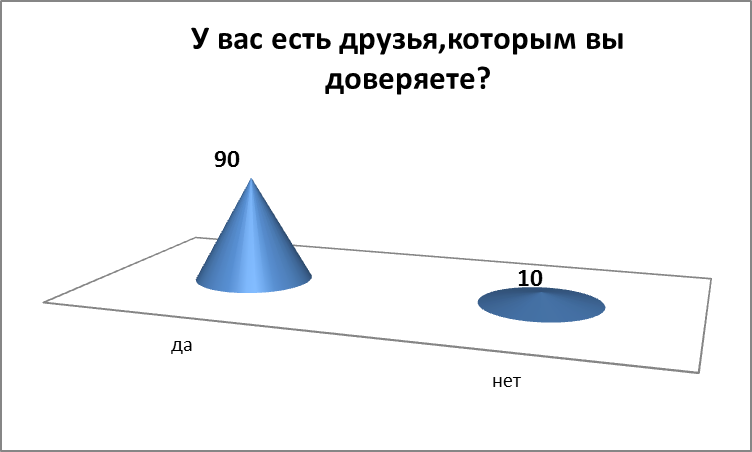 У вас есть друзья,которым вы
доверяете?
90
10
да
нет